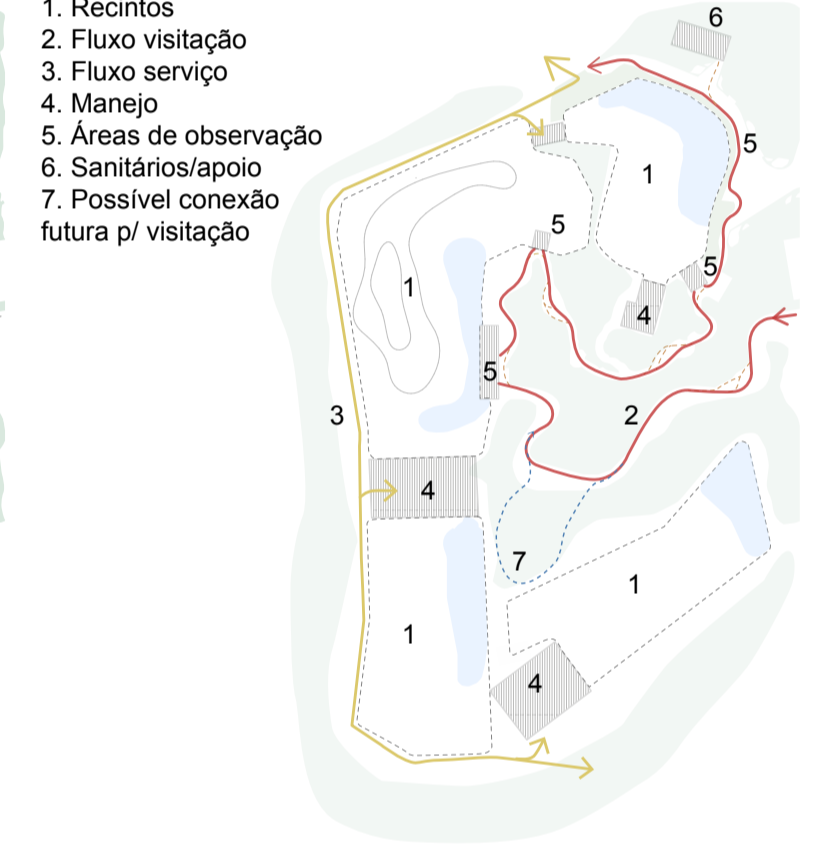 1. Recintos
2. Fluxo visitação
3. Fluxo serviço
4. Manejo
5. Áreas de observação
6. Sanitários/apoio
7. Possível conexão
futura p/ visitação
6
5
1
5
5
1
4
5
3
2
4
7
1
1
4